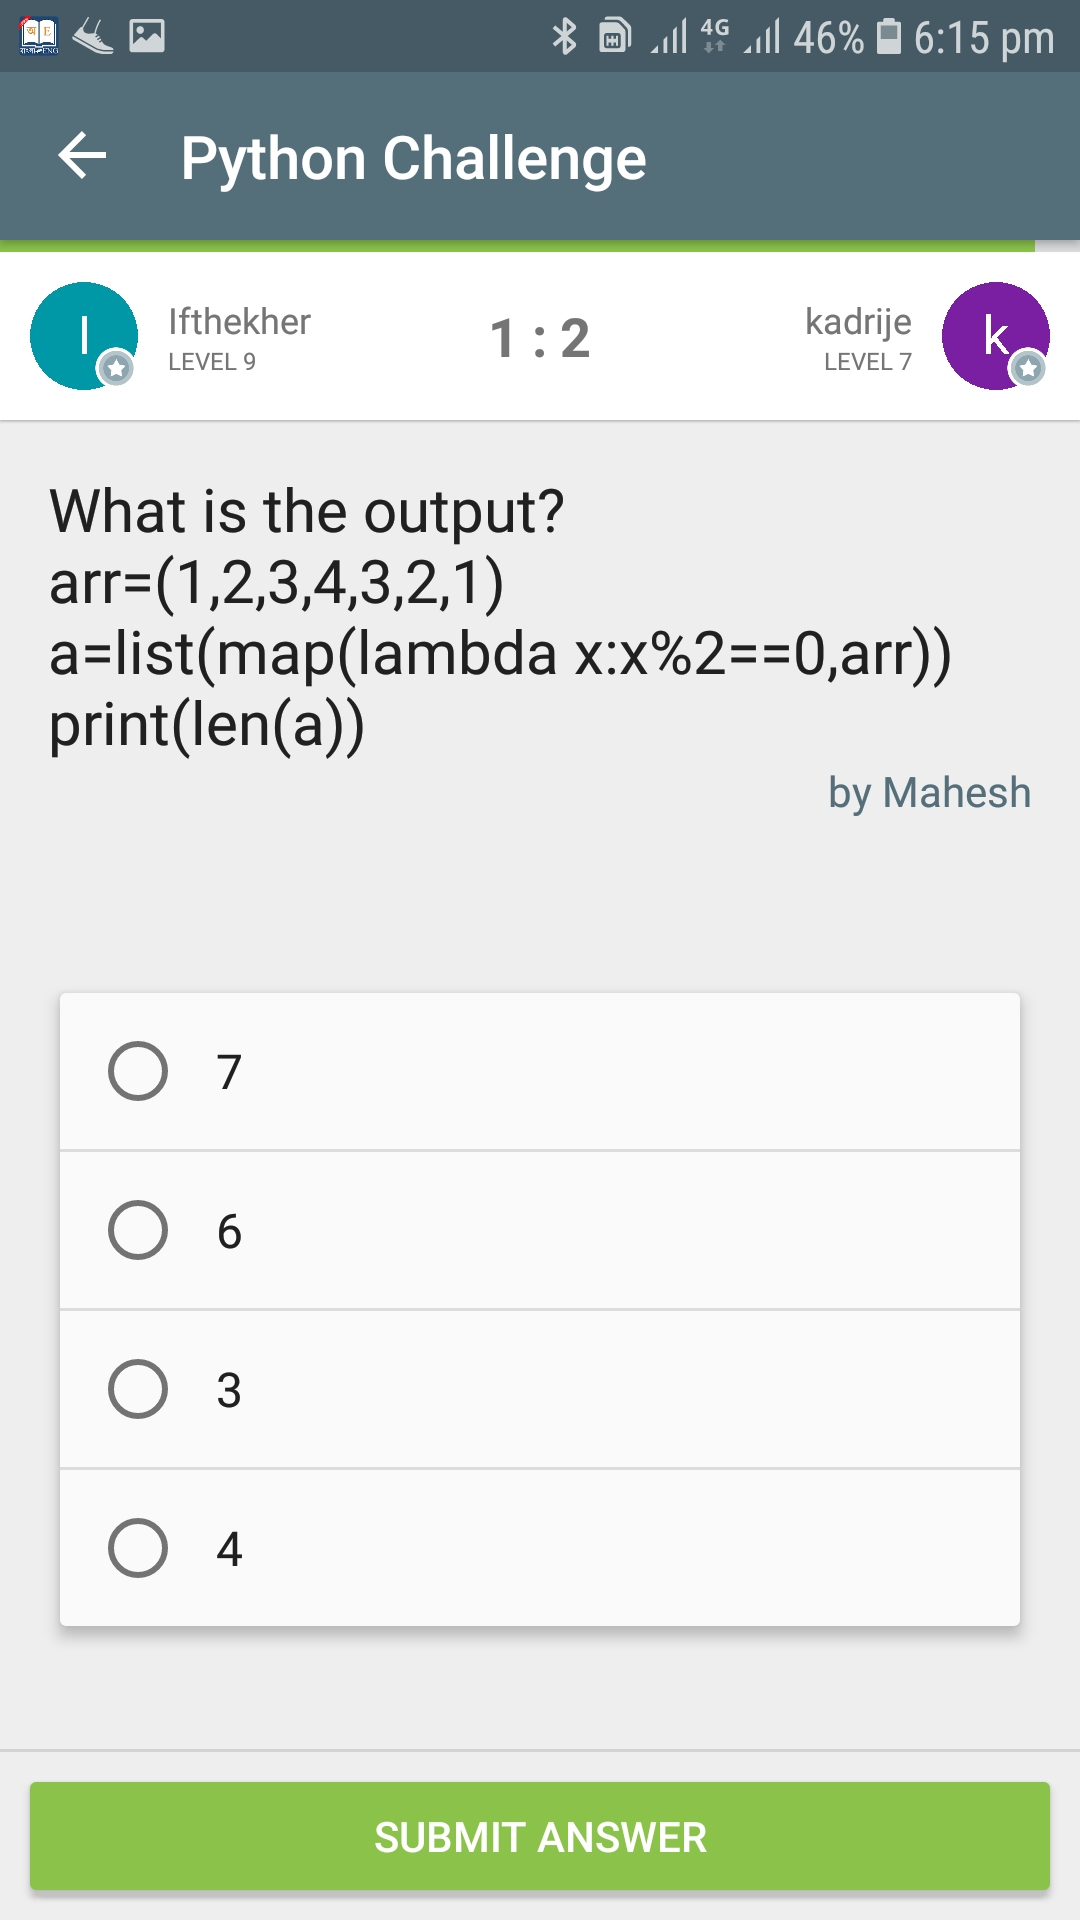 4G 46% 6:15 pm
Python Challenge
I Ifthekher 1 : 2 kadrije k
LEVEL 9 LEVEL 7
What is the output?
arr=(1,2,3,4,3,2,1)
a=list(map(lambda x:x%2==0,arr))
print(len(a))
by Mahesh
7
6
3
4
SUBMIT ANSWER